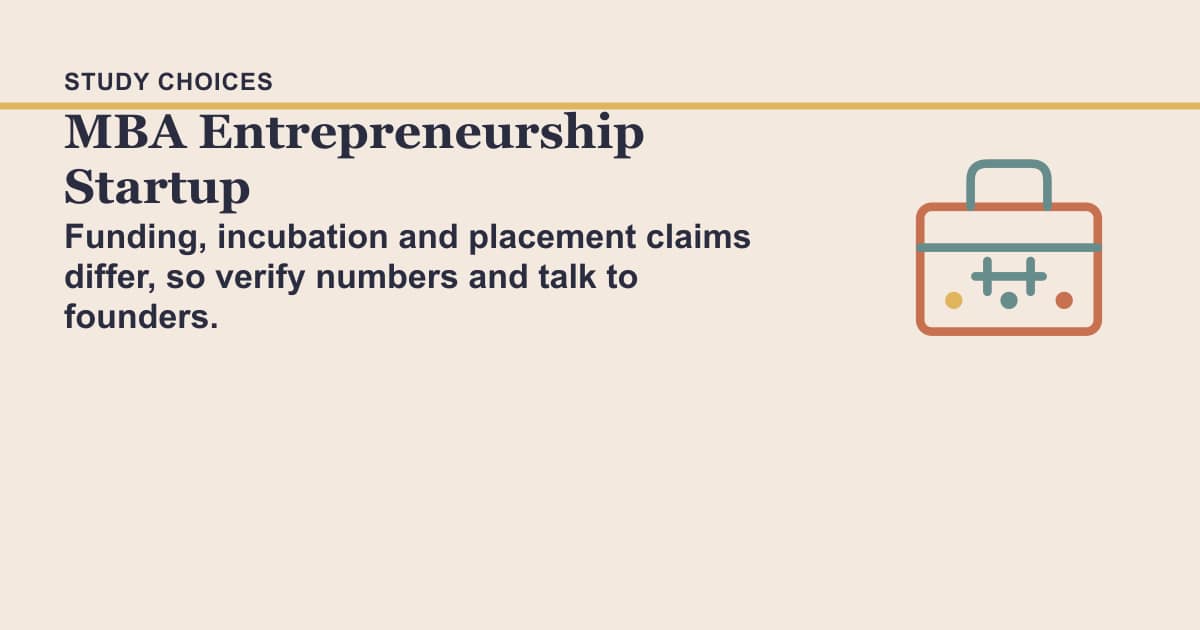 STUDY CHOICES
MBA Entrepreneurship
Startup
Funding, incubation and placement claims
differ, so verify numbers and talk to
founders.